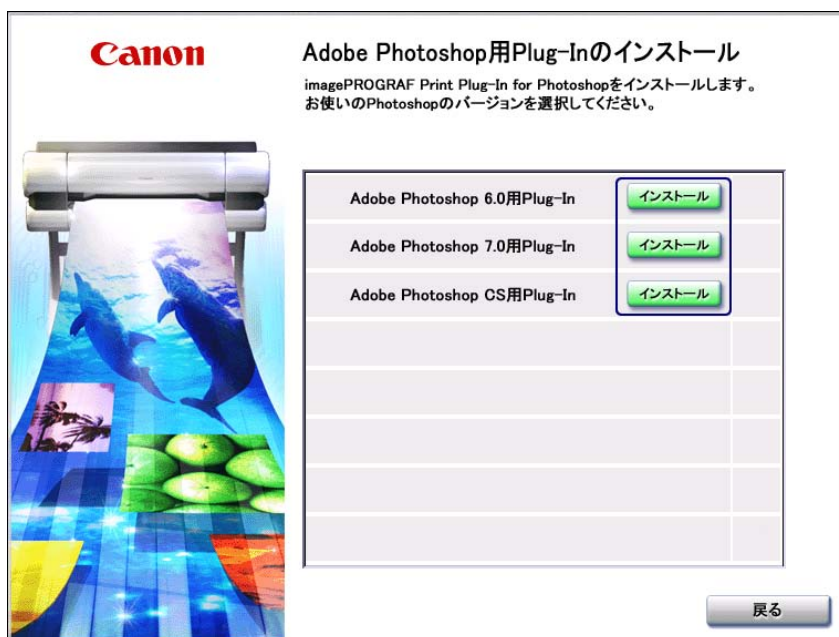 Canon
Adobe Photoshop用Plug-Inのインストール
imagePROGRAF Print Plug-In for Photoshopをインストールします。
お使いのPhotoshopのバージョンを選択してください。
Adobe Photoshop 6.0用Plug-In インストール
Adobe Photoshop 7.0用Plug-In インストール
Adobe Photoshop CS用Plug-In インストール
戻る